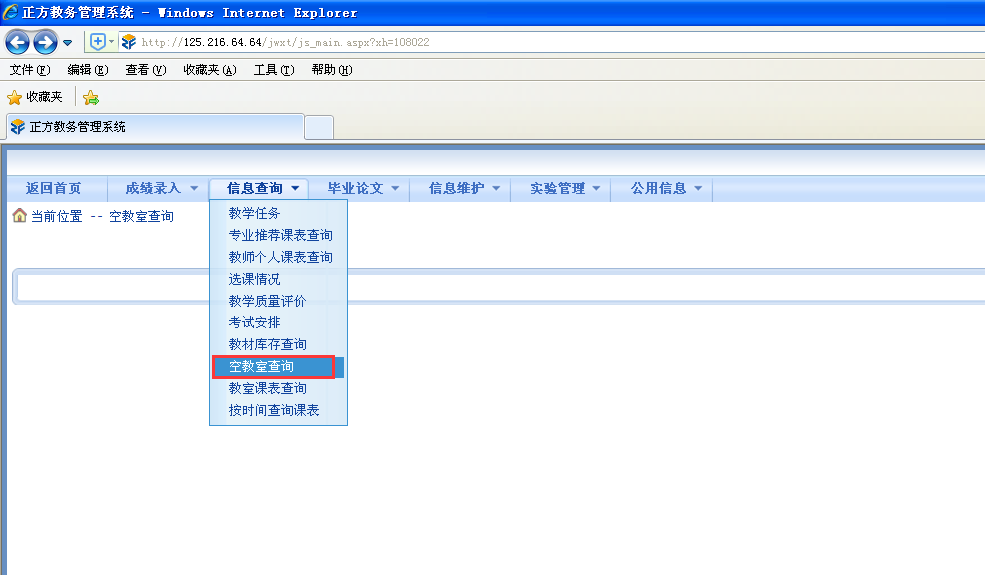 正方教务管理系统 - Windows Internet Explorer
http://125.216.64.64/jwxt/js_main.aspx?xh=108022
文件(F) 编辑(E) 查看(V) 收藏夹(A) 工具(T) 帮助(H)
收藏夹
正方教务管理系统
返回首页 成绩录入 信息查询 毕业论文 信息维护 实验管理 公用信息
当前位置 -- 空教室查询
教学任务
专业推荐课表查询
教师个人课表查询
选课情况
教学质量评价
考试安排
教材库存查询
空教室查询
教室课表查询
按时间查询课表